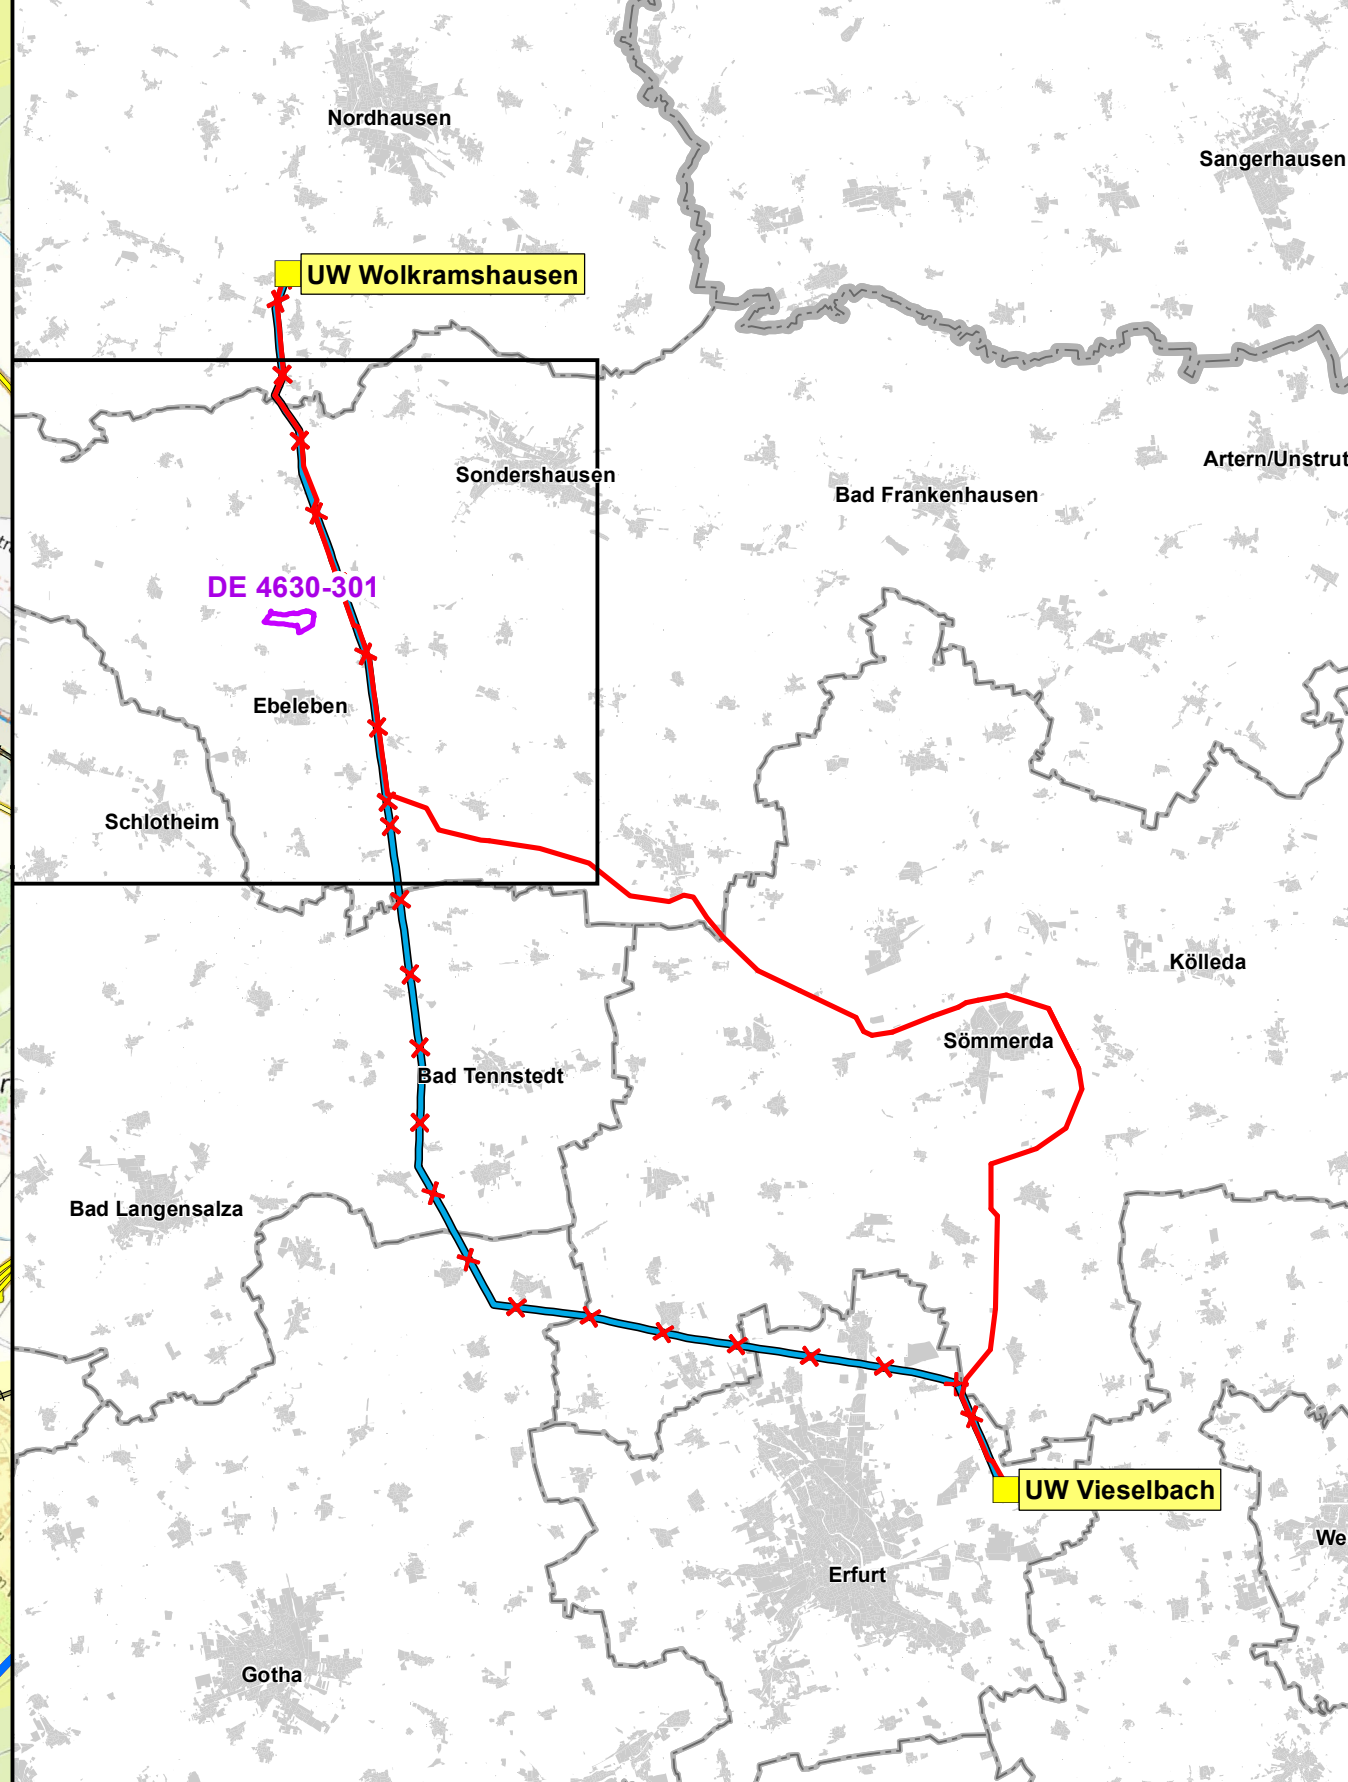 Nordhausen
Sangerhausen
UW Wolkramshausen
Artern/Unstrut
Sondershausen
Bad Frankenhausen
DE 4630-301
Ebeleben
Schlotheim
Kölleda
Sömmerda
Bad Tennstedt
Bad Langensalza
UW Vieselbach
We
Erfurt
Gotha